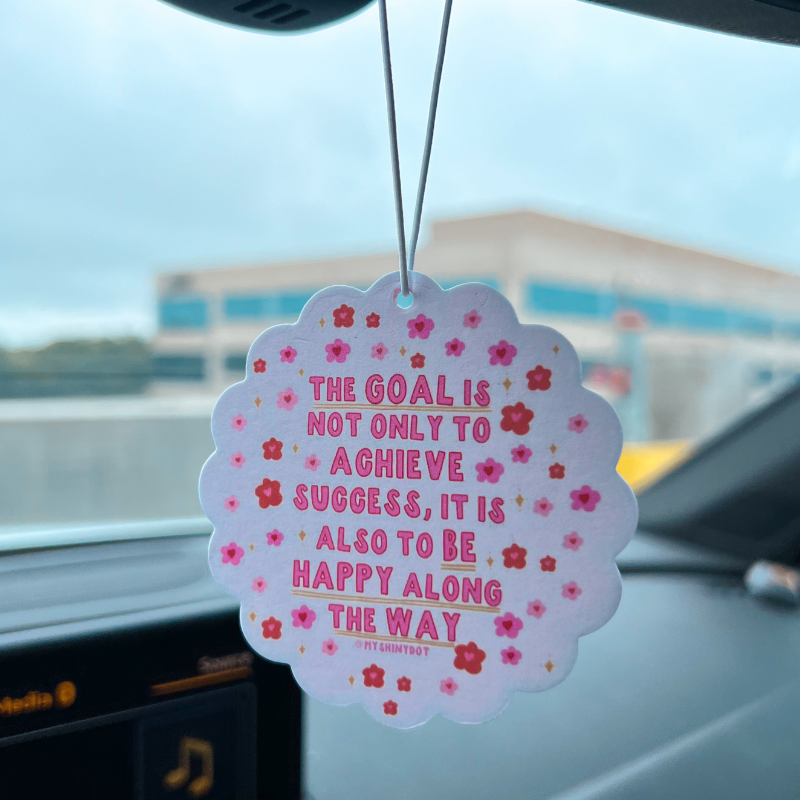 THE GOAL IS
NOT ONLY TO
ACHIEVE
SUCCESS, IT IS
ALSO TO BE
HAPPY ALONG
THE WAY
@MYSHINYDOT
Media